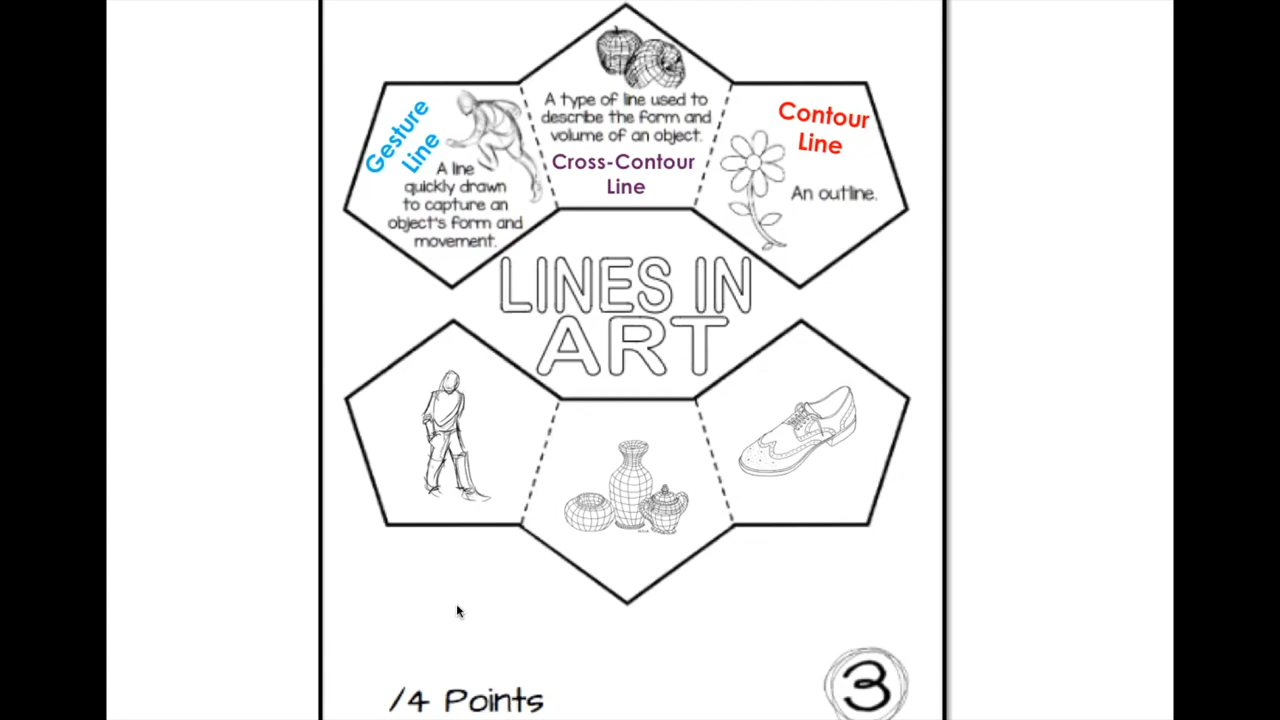 Gesture
Line
A line
quickly drawn
to capture an
object's form and
movement.
A type of line used to
describe the form and
volume of an object.
Cross-Contour
Line
Contour
Line
An outline.
LINES IN
ART
/4 Points
3